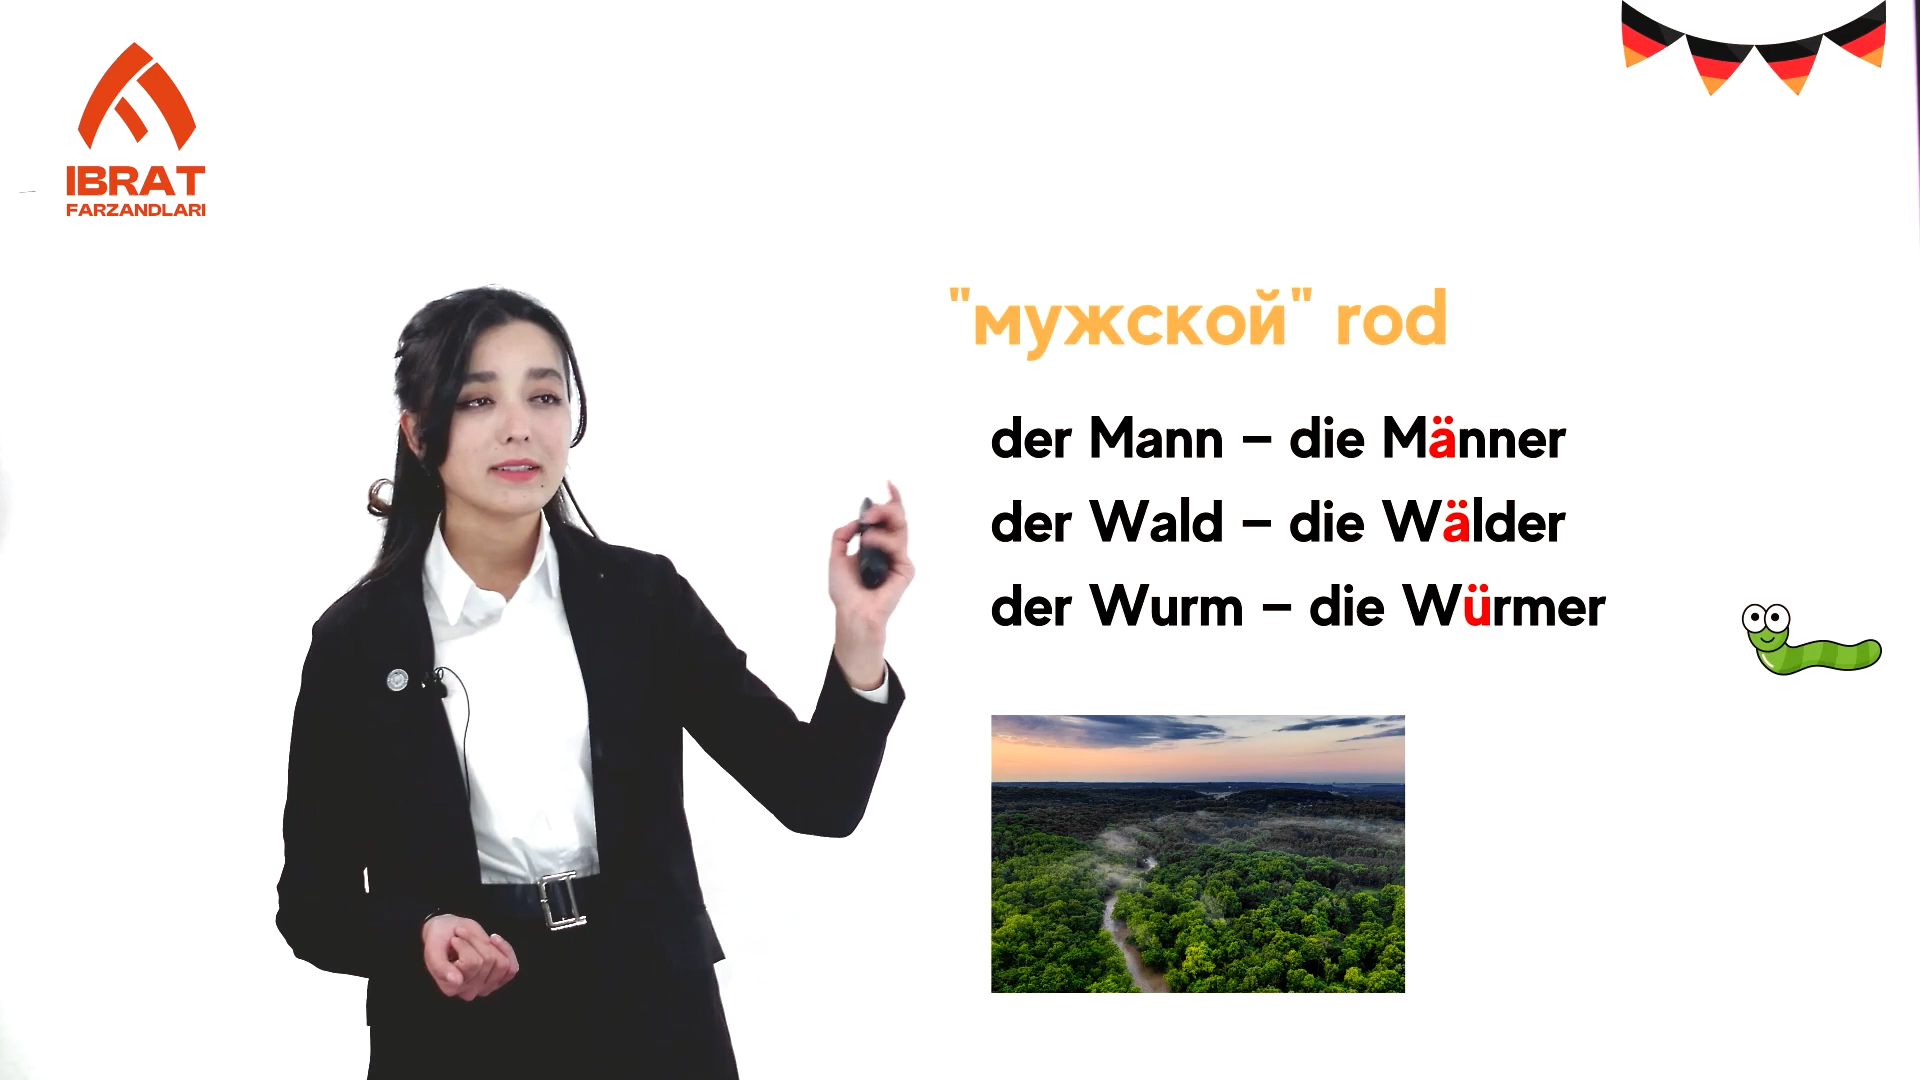 IBRAT
FARZANDLARI
"мужской" rod
der Mann – die Männer
der Wald – die Wälder
der Wurm – die Würmer